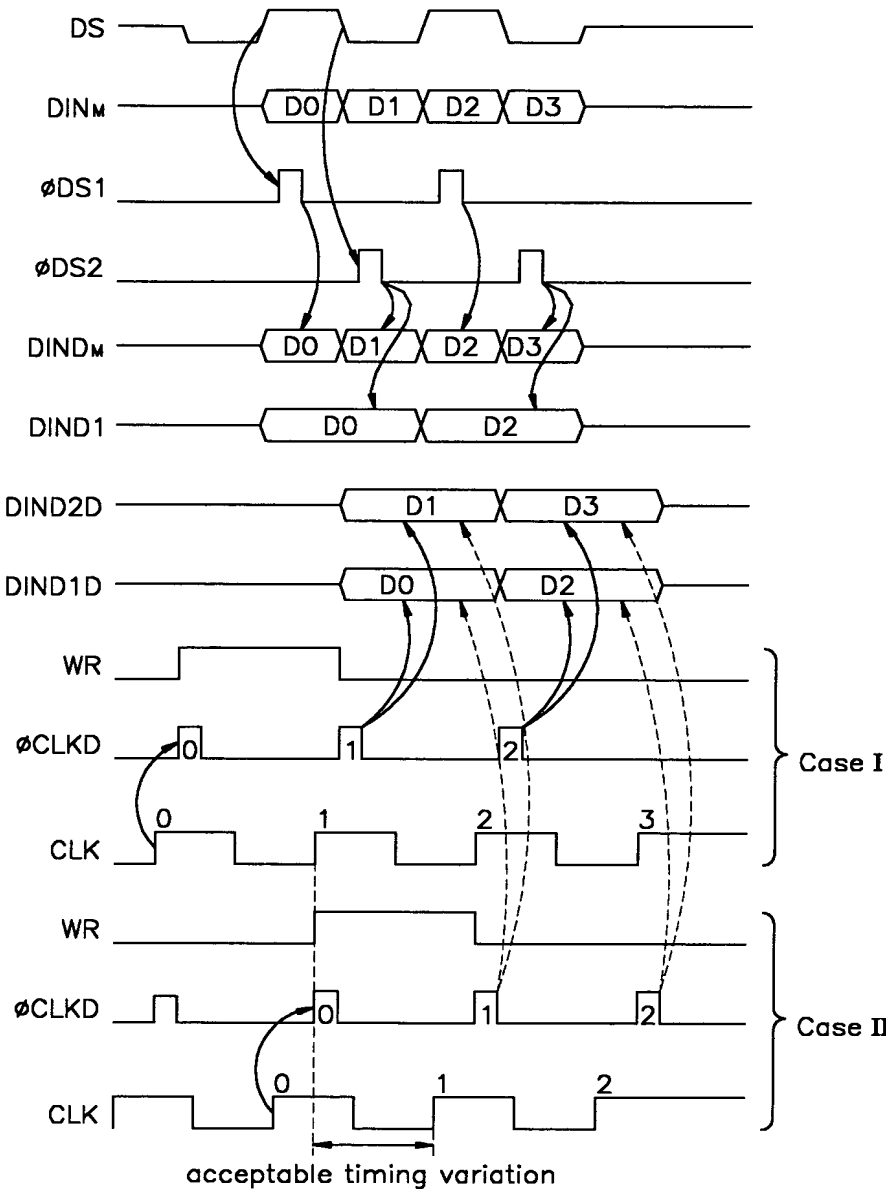 DS
DINM D0 D1 D2 D3
øDS1
øDS2
DINDM D0 D1 D2 D3
DIND1 D0 D2
DIND2D D1 D3
DIND1D D0 D2
WR
øCLKD 0 1 2
Case I
0 1 2 3
CLK
WR
øCLKD 0 1 2
Case II
0 1 2
CLK
acceptable timing variation